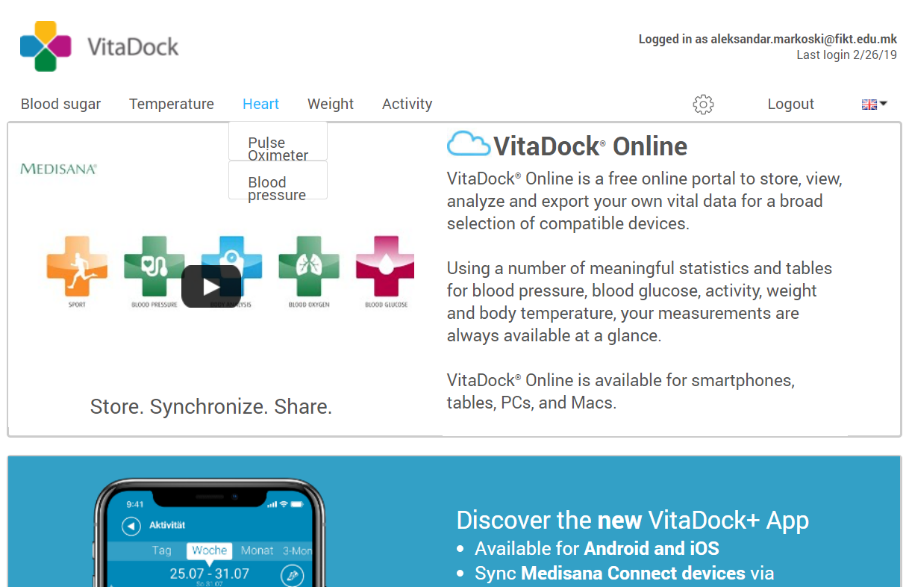 VitaDock
Logged in as aleksandar.markoski@fikt.edu.mk
Last login 2/26/19
Blood sugar Temperature Heart Weight Activity Logout
Pulse
Oximeter
Blood
pressure
MEDISANA®
SPORT BLOOD PRESSURE BODY ANALYSIS BLOOD OXYGEN BLOOD GLUCOSE
Store. Synchronize. Share.
VitaDock® Online
VitaDock® Online is a free online portal to store, view,
analyze and export your own vital data for a broad
selection of compatible devices.
Using a number of meaningful statistics and tables
for blood pressure, blood glucose, activity, weight
and body temperature, your measurements are
always available at a glance.
VitaDock® Online is available for smartphones,
tables, PCs, and Macs.
9:41
Aktivität
Tag Woche Monat 3-Mon
25.07 - 31.07
Discover the new VitaDock+ App
• Available for Android and iOS
• Sync Medisana Connect devices via